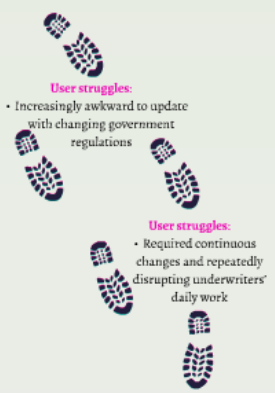 User struggles:
• Increasingly awkward to update
with changing government
regulations
User struggles:
• Required continuous
changes and repeatedly
disrupting underwriters'
daily work